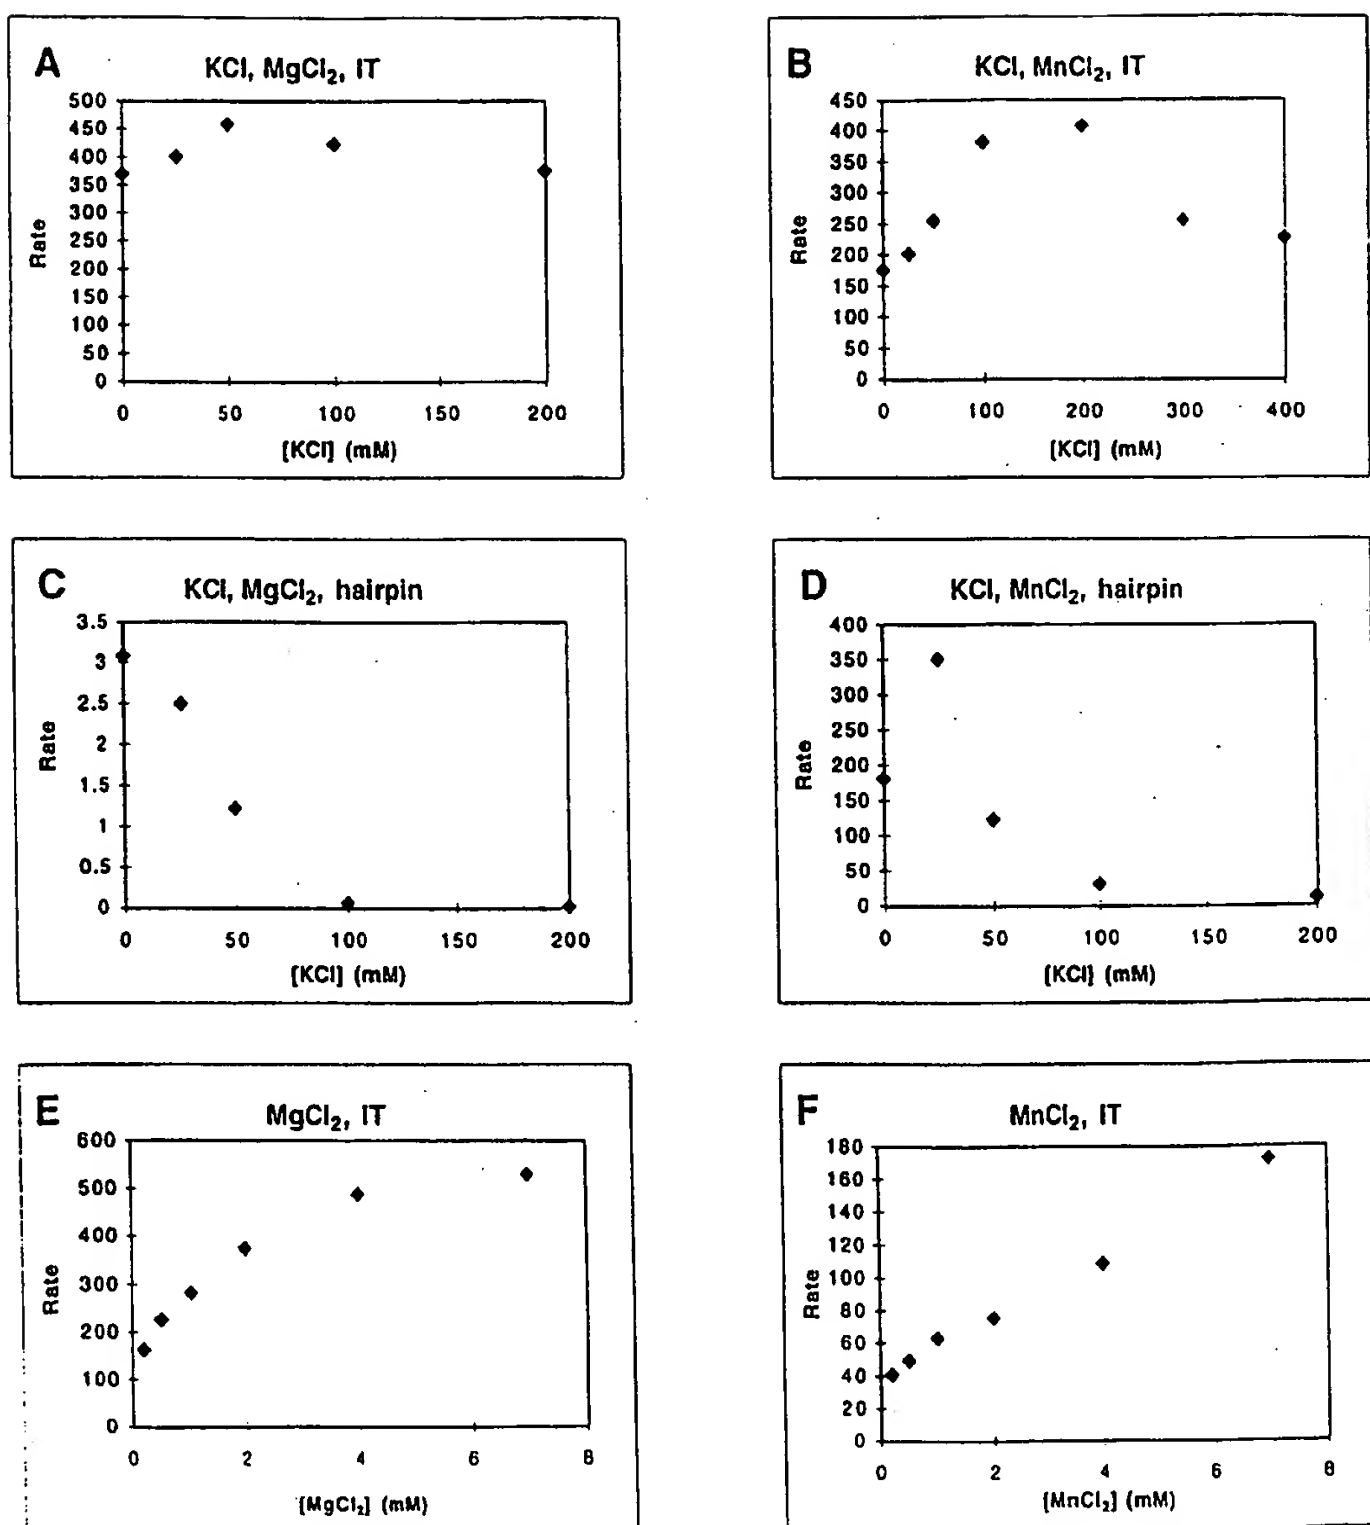 A
KCl, MgCl₂, IT
500
450
400
350
300
250
200
150
100
50
0
Rate
0 50 100 150 200
[KCl] (mM)
B
KCl, MnCl₂, IT
450
400
350
300
250
200
150
100
50
0
Rate
0 100 200 300 400
[KCl] (mM)
C
KCl, MgCl₂, hairpin
3.5
3
2.5
2
1.5
1
0.5
0
Rate
0 50 100 150 200
[KCl] (mM)
D
KCl, MnCl₂, hairpin
400
350
300
250
200
150
100
50
0
Rate
0 50 100 150 200
[KCl] (mM)
E
MgCl₂, IT
600
500
400
300
200
100
0
Rate
0 2 4 6 8
[MgCl₂] (mM)
F
MnCl₂, IT
180
160
140
120
100
80
60
40
20
0
Rate
0 2 4 6 8
[MnCl₂] (mM)